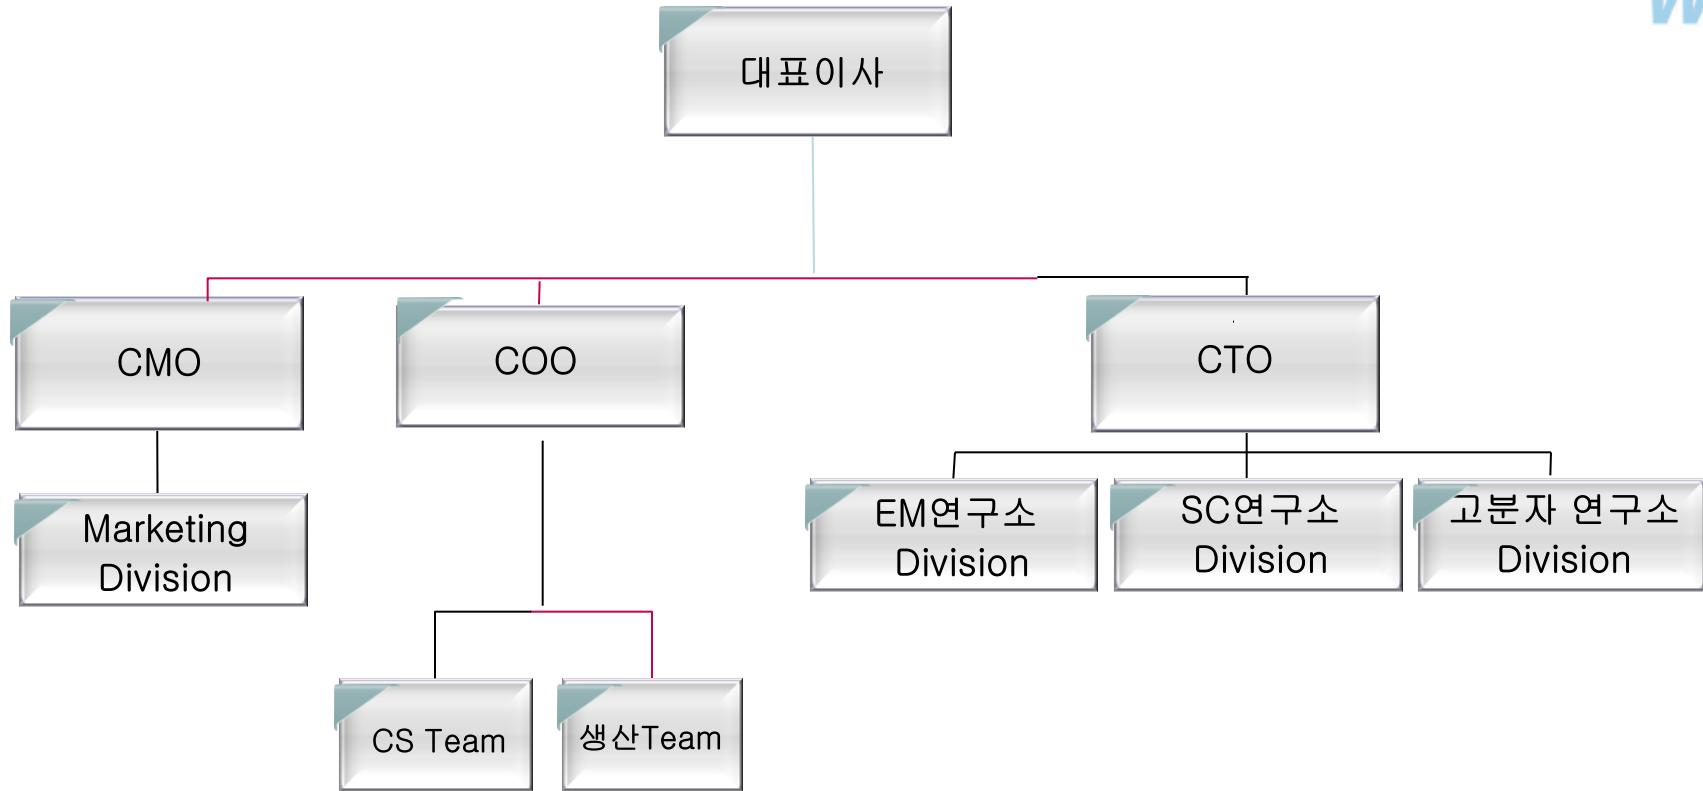 대표이사
CMO
COO
CTO
Marketing
Division
EM연구소
Division
SC연구소
Division
고분자 연구소
Division
CS Team
생산Team